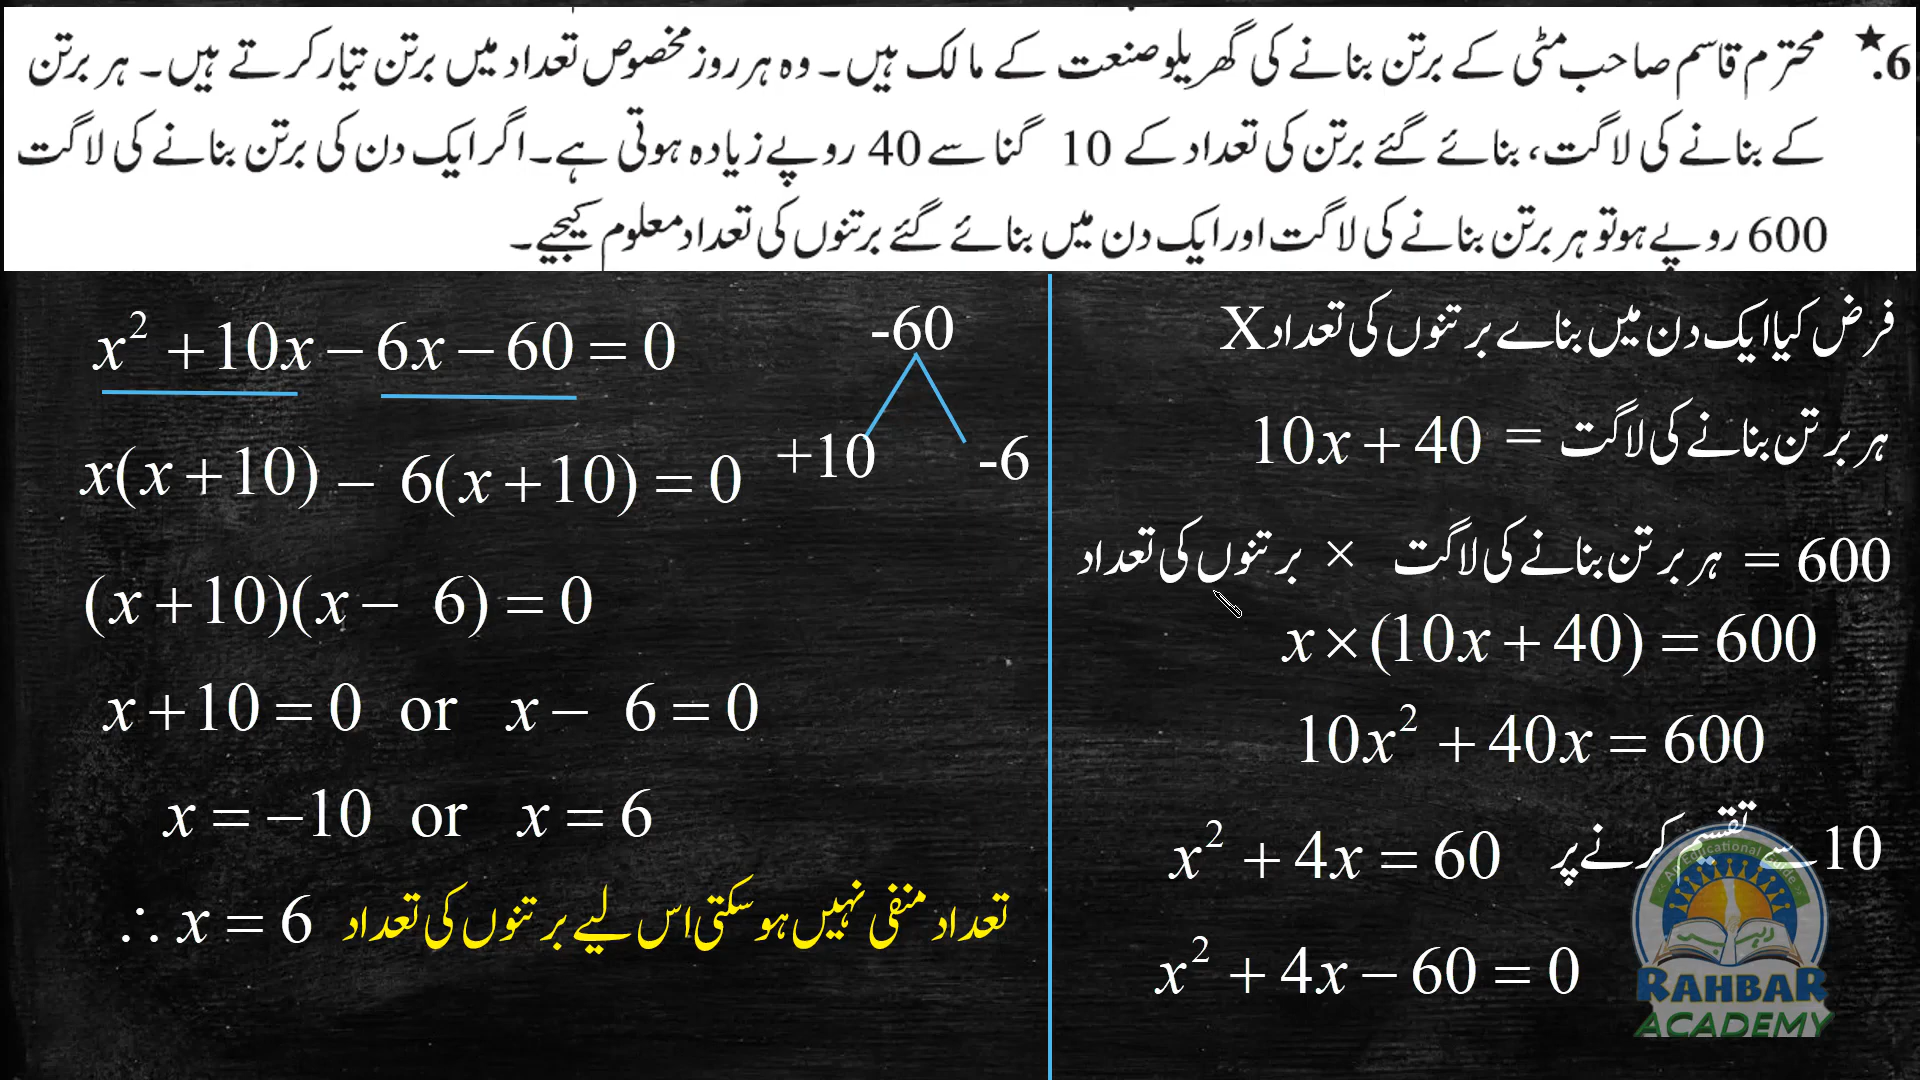 6.★ محترم قاسم صاحب مٹی کے برتن بنانے کی گھریلو صنعت کے مالک ہیں۔ وہ ہر روز مخصوص تعداد میں برتن تیار کرتے ہیں۔ ہر برتن
کے بنانے کی لاگت، بنائے گئے برتن کی تعداد کے 10 گنا سے 40 روپے زیادہ ہوتی ہے۔ اگر ایک دن کی برتن بنانے کی لاگت
600 روپے ہو تو ہر برتن بنانے کی لاگت اور ایک دن میں بنائے گئے برتنوں کی تعداد معلوم کیجیے۔
فرض کیا ایک دن میں بناے برتنوں کی تعداد X
ہر برتن بنانے کی لاگت = 10x + 40
600 = ہر برتن بنانے کی لاگت × برتنوں کی تعداد
x × (10x + 40) = 600
10x² + 40x = 600
10 سے تقسیم کرنے پر x² + 4x = 60
x² + 4x − 60 = 0
x² + 10x − 6x − 60 = 0
-60
+10 -6
x(x + 10) − 6(x + 10) = 0
(x + 10)(x − 6) = 0
x + 10 = 0 or x − 6 = 0
x = −10 or x = 6
تعداد منفی نہیں ہو سکتی اس لیے برتنوں کی تعداد ∴ x = 6
An Educational Guide
رہبر
RAHBAR
ACADEMY